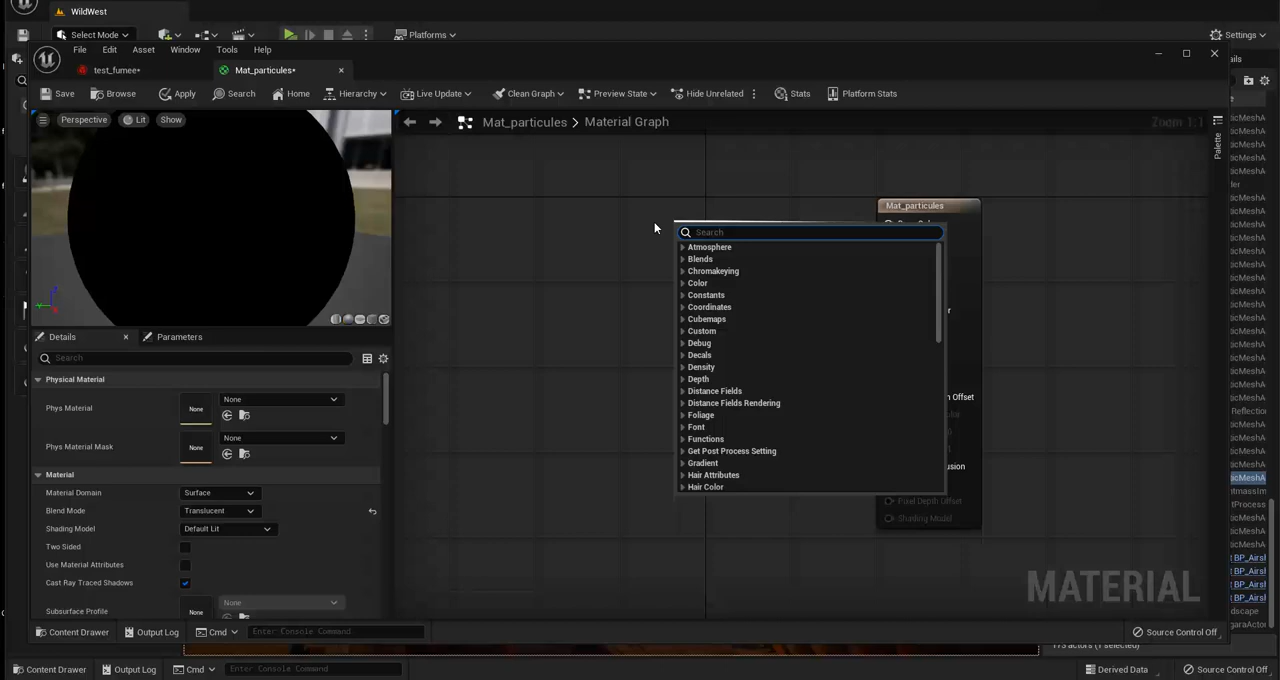 WildWest
Select Mode
Platforms
Settings
File Edit Asset Window Tools Help
test_fumee*
Mat_particules*
Save Browse Apply Search Home Hierarchy Live Update Clean Graph Preview State Hide Unrelated Stats Platform Stats
Perspective Lit Show
Mat_particules > Material Graph
Zoom 1:1
Palette
Mat_particules
Search
Atmosphere
Blends
Chromakeying
Color
Constants
Coordinates
Cubemaps
Custom
Debug
Decals
Density
Depth
Distance Fields
Distance Fields Rendering
Foliage
Font
Functions
Get Post Process Setting
Gradient
Hair Attributes
Hair Color
Pixel Depth Offset
Shading Model
MATERIAL
Details
Parameters
Search
Physical Material
Phys Material
None
None
Phys Material Mask
None
None
Material
Material Domain
Surface
Blend Mode
Translucent
Shading Model
Default Lit
Two Sided
Use Material Attributes
Cast Ray Traced Shadows
Subsurface Profile
None
None
Content Drawer Output Log Cmd Enter Console Command
Source Control Off
Content Drawer Output Log Cmd Enter Console Command
Derived Data Source Control Off